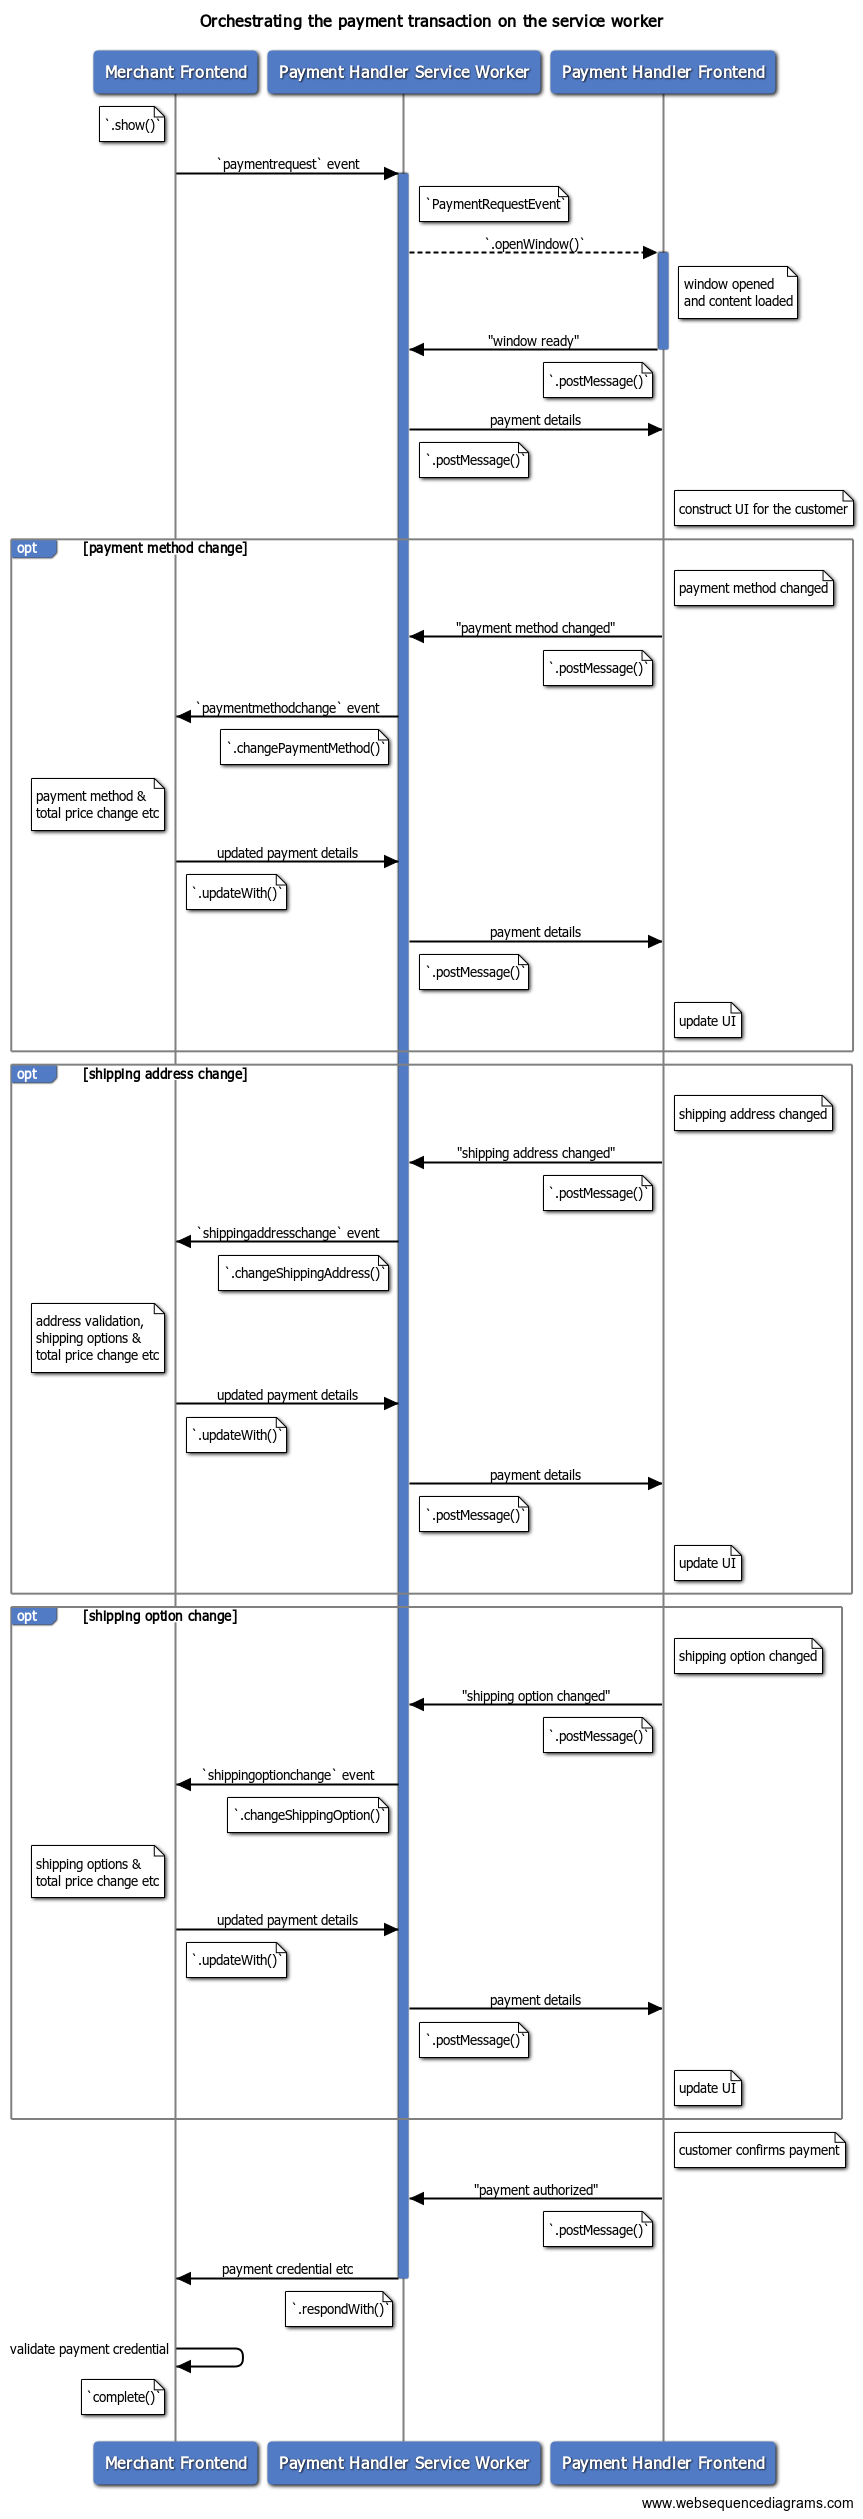 Orchestrating the payment transaction on the service worker
Merchant Frontend
Payment Handler Service Worker
Payment Handler Frontend
`.show()`
`paymentrequest` event
`PaymentRequestEvent`
`.openWindow()`
window opened
and content loaded
"window ready"
`.postMessage()`
payment details
`.postMessage()`
construct UI for the customer
opt
[payment method change]
payment method changed
"payment method changed"
`.postMessage()`
`paymentmethodchange` event
`.changePaymentMethod()`
payment method &
total price change etc
updated payment details
`.updateWith()`
payment details
`.postMessage()`
update UI
opt
[shipping address change]
shipping address changed
"shipping address changed"
`.postMessage()`
`shippingaddresschange` event
`.changeShippingAddress()`
address validation,
shipping options &
total price change etc
updated payment details
`.updateWith()`
payment details
`.postMessage()`
update UI
opt
[shipping option change]
shipping option changed
"shipping option changed"
`.postMessage()`
`shippingoptionchange` event
`.changeShippingOption()`
shipping options &
total price change etc
updated payment details
`.updateWith()`
payment details
`.postMessage()`
update UI
customer confirms payment
"payment authorized"
`.postMessage()`
payment credential etc
`.respondWith()`
validate payment credential
`complete()`
Merchant Frontend
Payment Handler Service Worker
Payment Handler Frontend
www.websequencediagrams.com